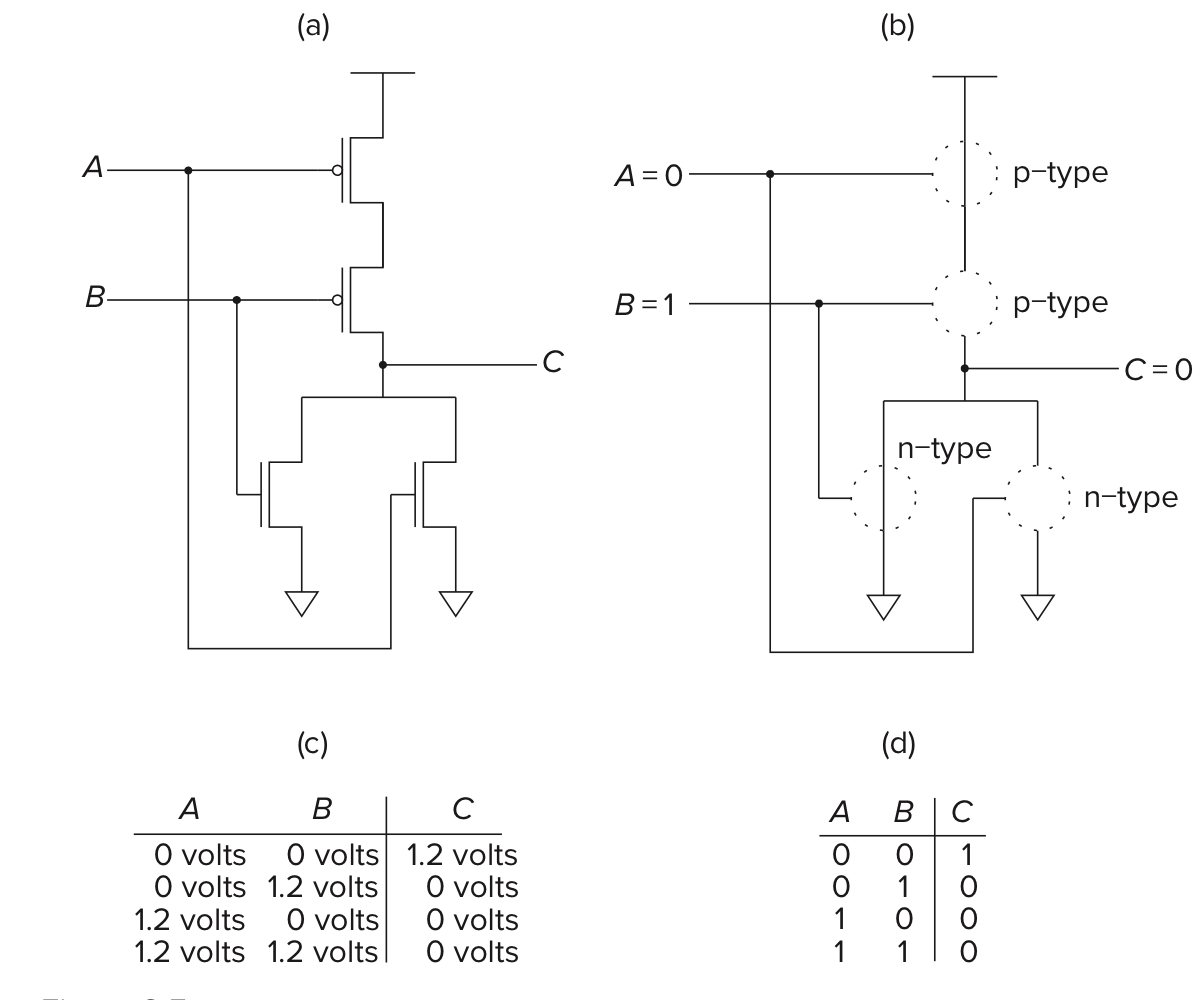 (a)
(b)
A
B
C
A = 0
p–type
B = 1
p–type
C = 0
n–type
n–type
(c)
(d)
A B C
0 volts 0 volts 1.2 volts
0 volts 1.2 volts 0 volts
1.2 volts 0 volts 0 volts
1.2 volts 1.2 volts 0 volts
A B C
0 0 1
0 1 0
1 0 0
1 1 0